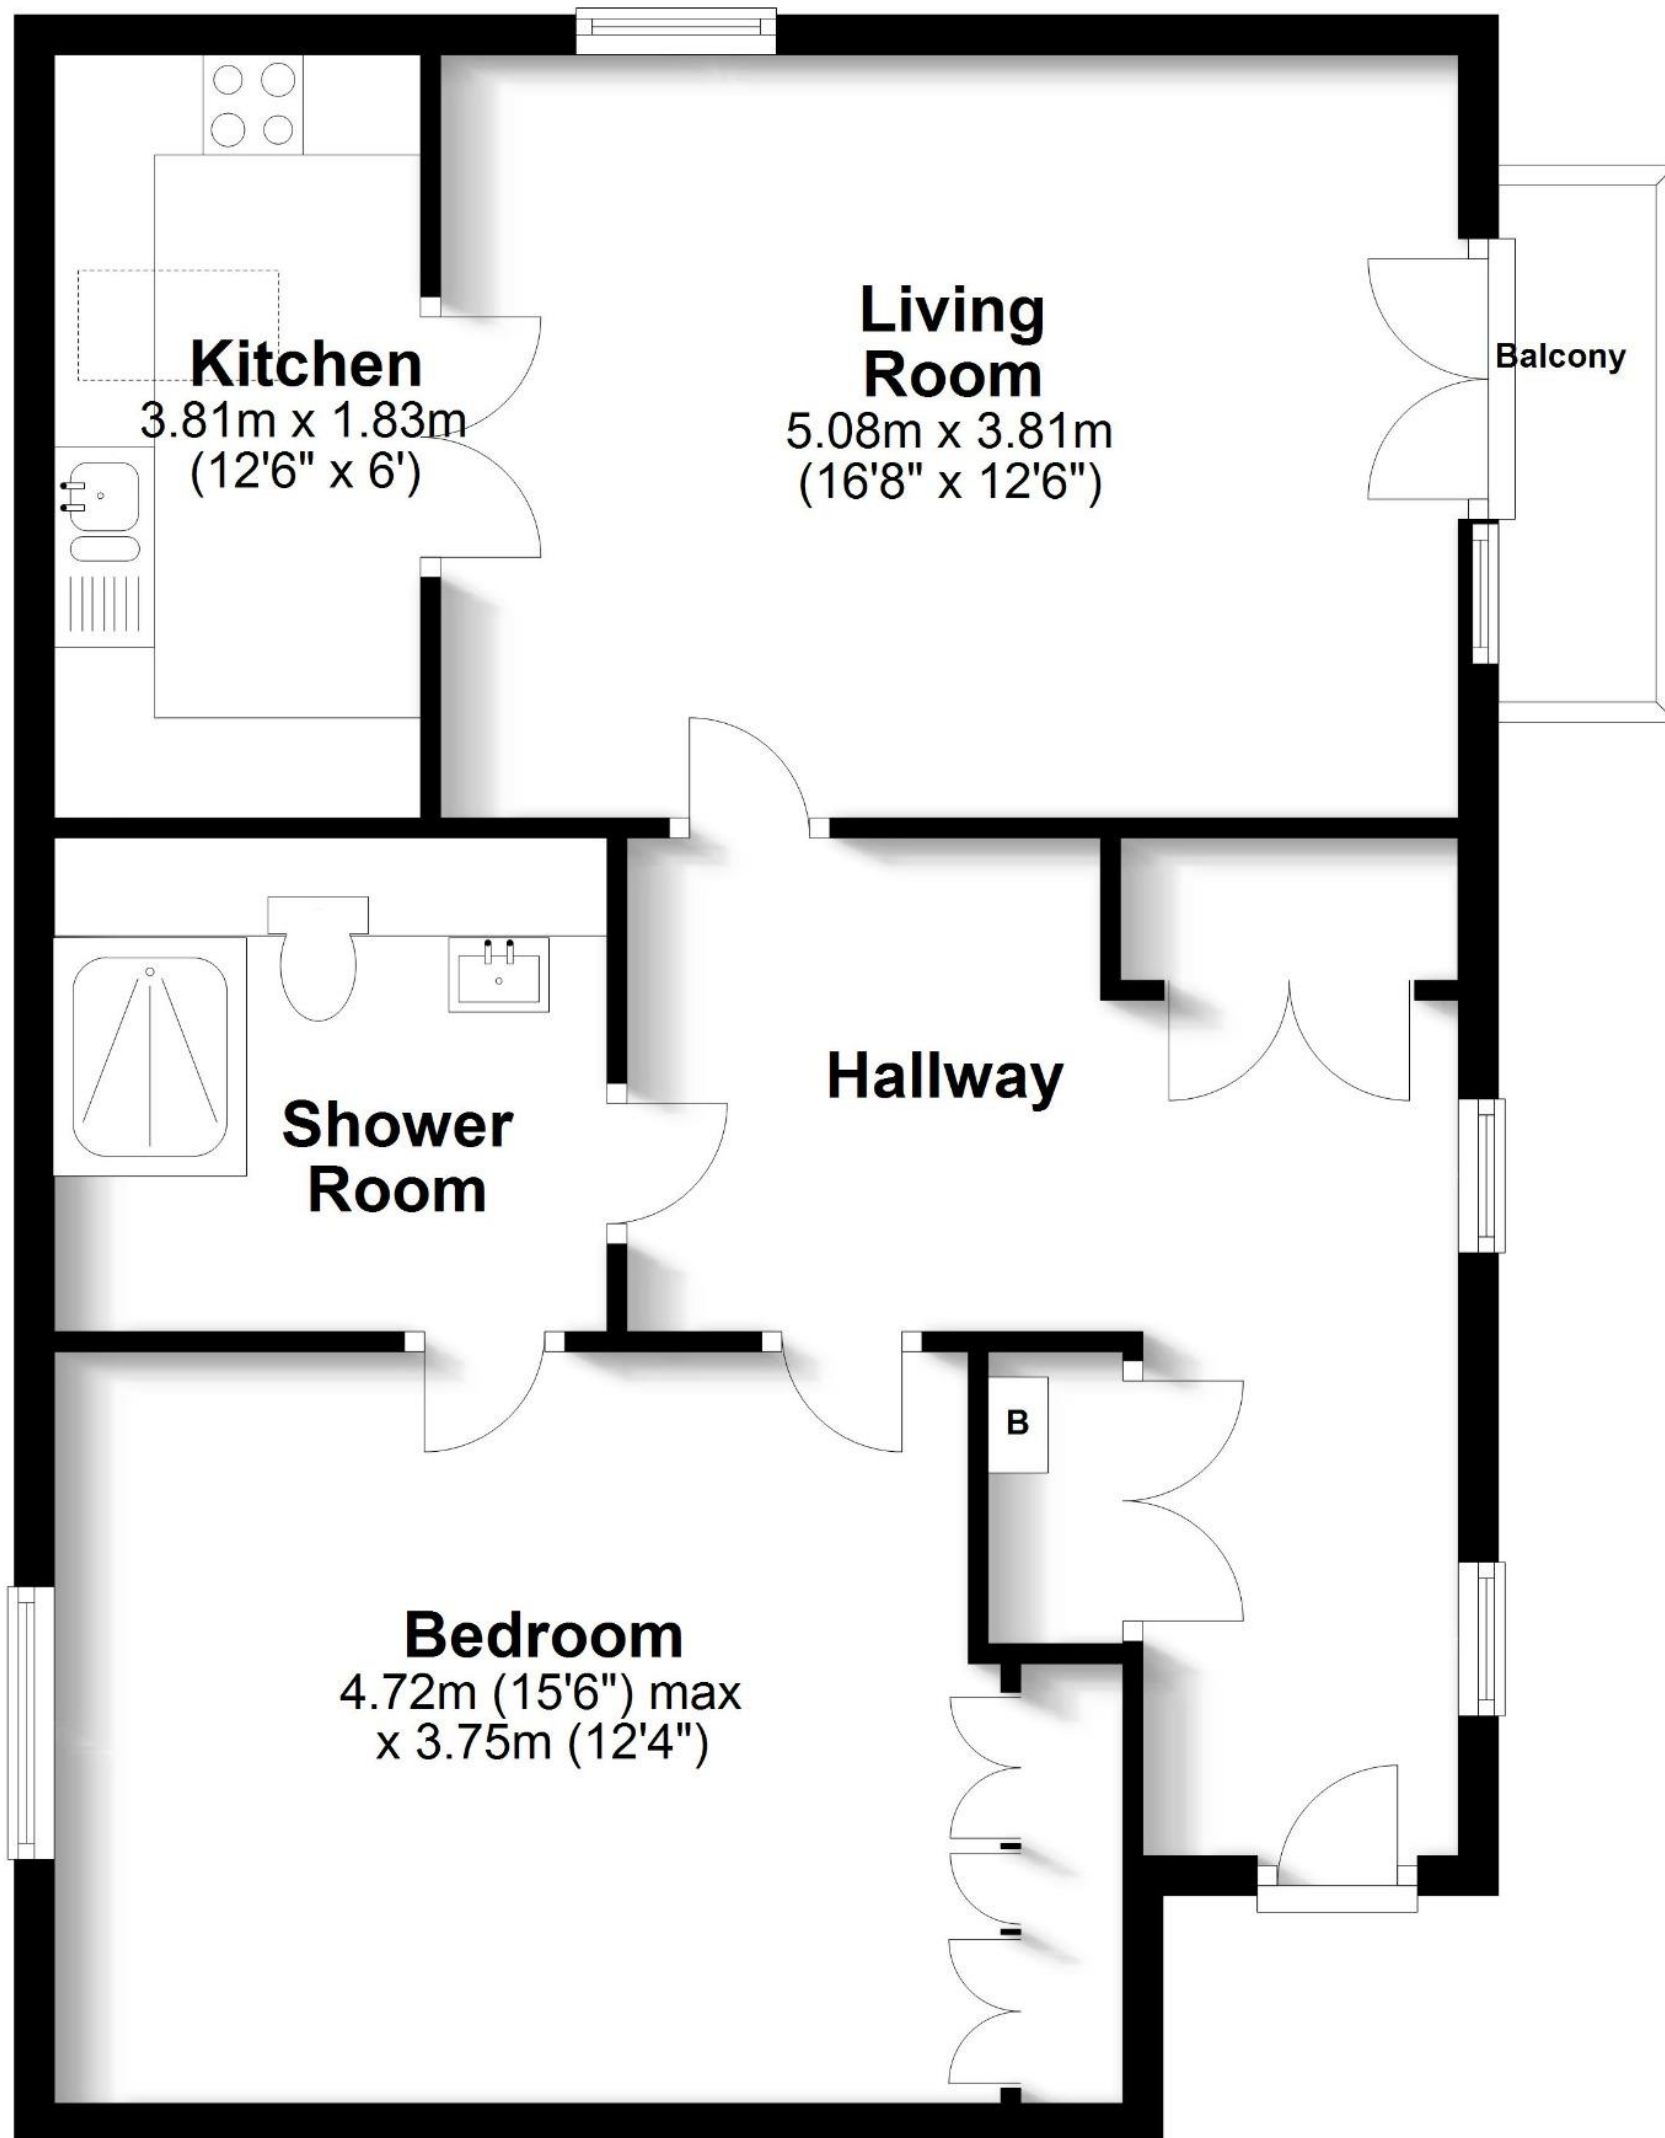 Kitchen
3.81m x 1.83m
(12'6" x 6')
Living
Room
5.08m x 3.81m
(16'8" x 12'6")
Balcony
Hallway
Shower
Room
B
Bedroom
4.72m (15'6") max
x 3.75m (12'4")